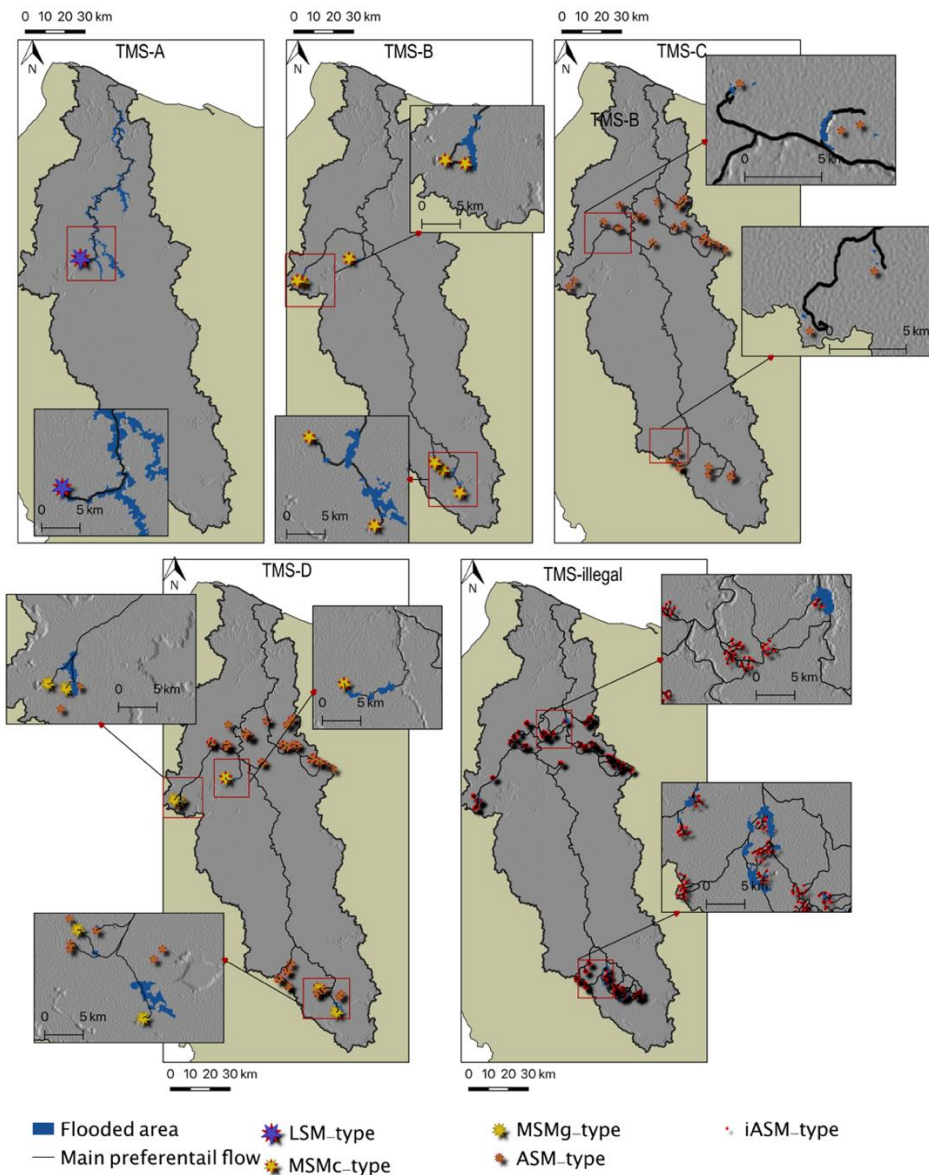 0 10 20 30 km
0 10 20 30 km
0 10 20 30 km
TMS-A
TMS-B
TMS-C
N
N
N
TMS-B
0 5 km
0 5 km
0 5 km
0 5 km
0 5 km
TMS-D
TMS-illegal
N
N
0 5 km
0 5 km
0 5 km
0 5 km
0 5 km
0 10 20 30 km
0 10 20 30 km
Flooded area
LSM_type
MSMg_type
iASM_type
Main preferentail flow
MSMc_type
ASM_type